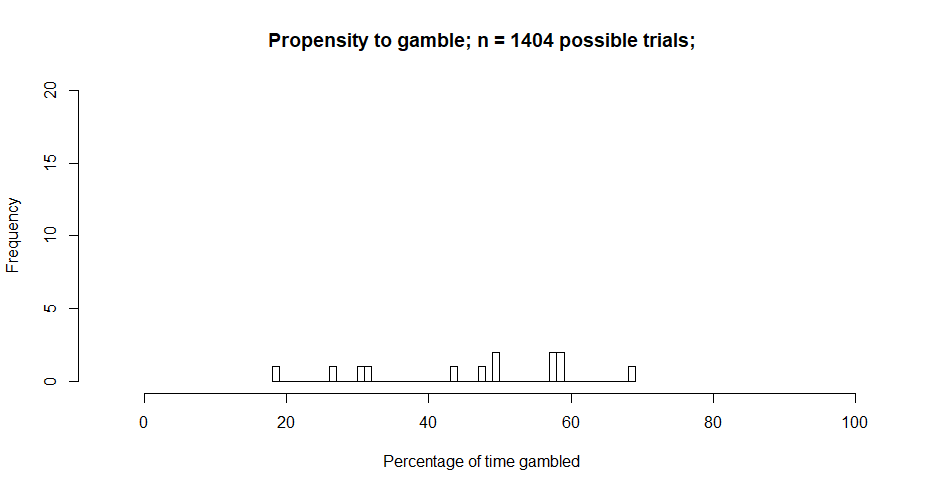 Propensity to gamble; n = 1404 possible trials;
20
15
10
5
0
Frequency
0 20 40 60 80 100
Percentage of time gambled